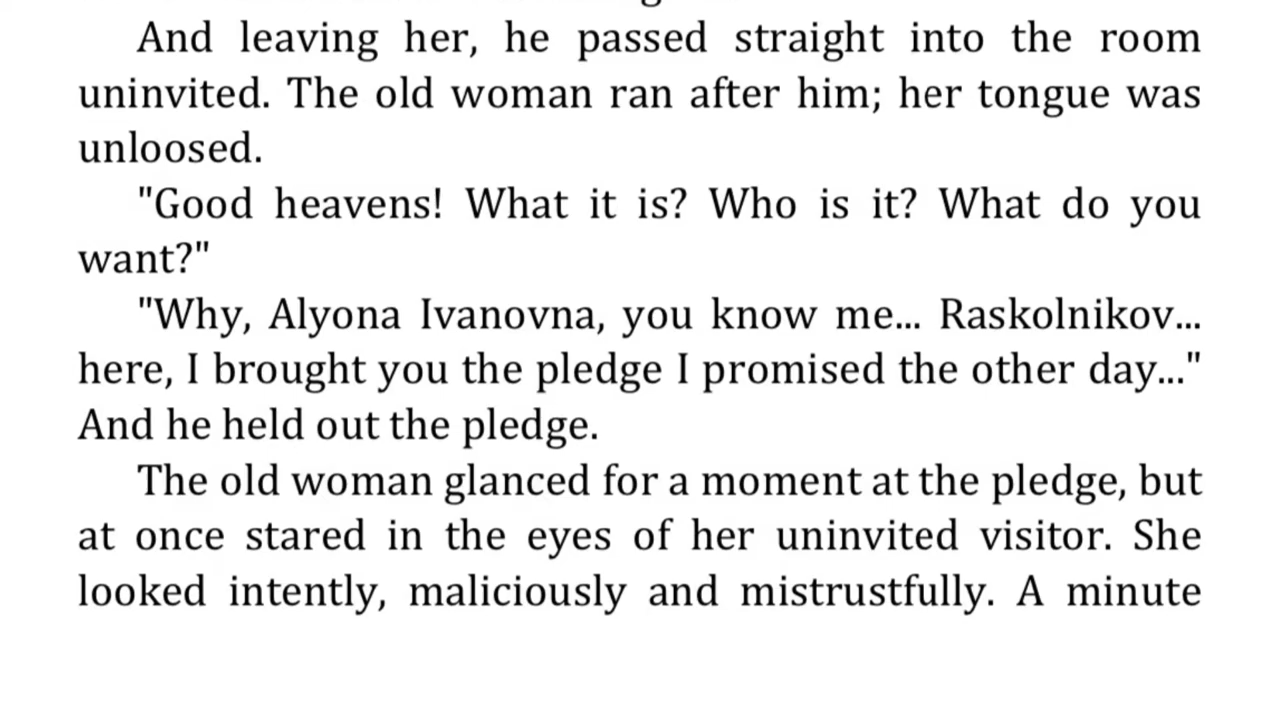 And leaving her, he passed straight into the room
uninvited. The old woman ran after him; her tongue was
unloosed.
"Good heavens! What it is? Who is it? What do you
want?"
"Why, Alyona Ivanovna, you know me... Raskolnikov...
here, I brought you the pledge I promised the other day..."
And he held out the pledge.
The old woman glanced for a moment at the pledge, but
at once stared in the eyes of her uninvited visitor. She
looked intently, maliciously and mistrustfully. A minute